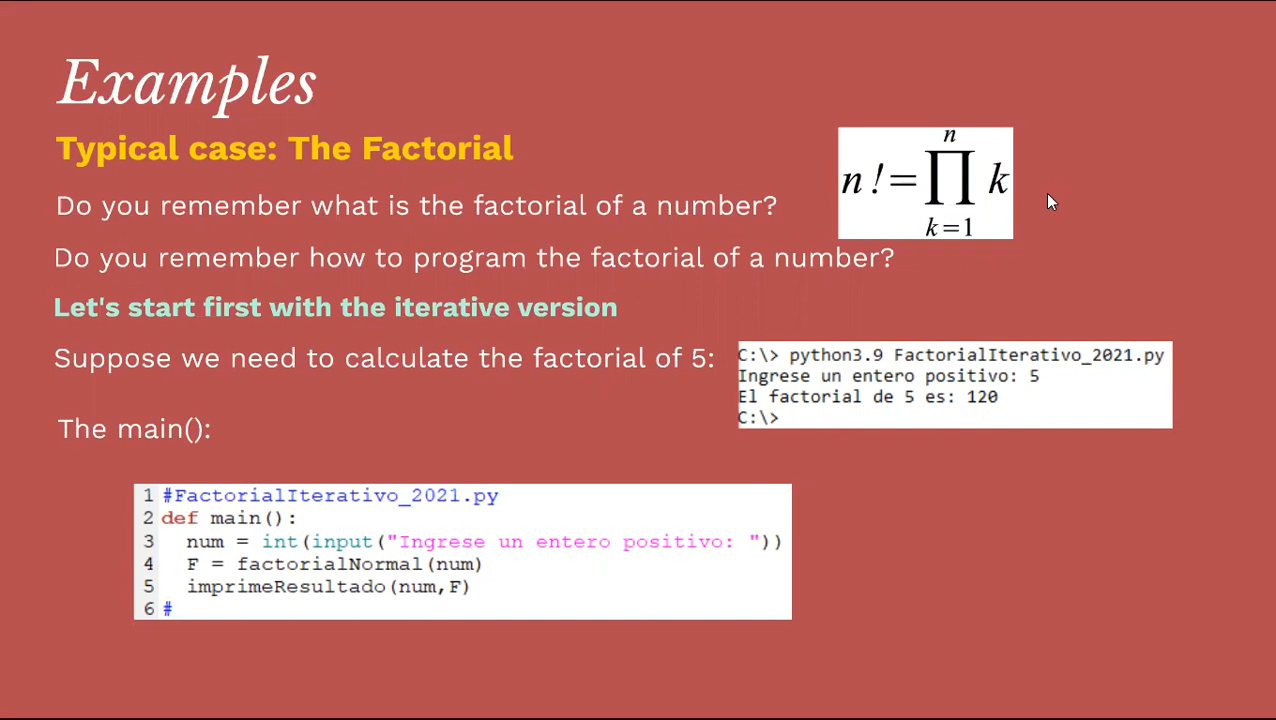 Examples
Typical case: The Factorial
Do you remember what is the factorial of a number?
n
n!=∏ k
k=1
Do you remember how to program the factorial of a number?
Let's start first with the iterative version
Suppose we need to calculate the factorial of 5:
C:\> python3.9 FactorialIterativo_2021.py
Ingrese un entero positivo: 5
El factorial de 5 es: 120
C:\>
The main():
1 #FactorialIterativo_2021.py
2 def main():
3   num = int(input("Ingrese un entero positivo: "))
4   F = factorialNormal(num)
5   imprimeResultado(num,F)
6 #